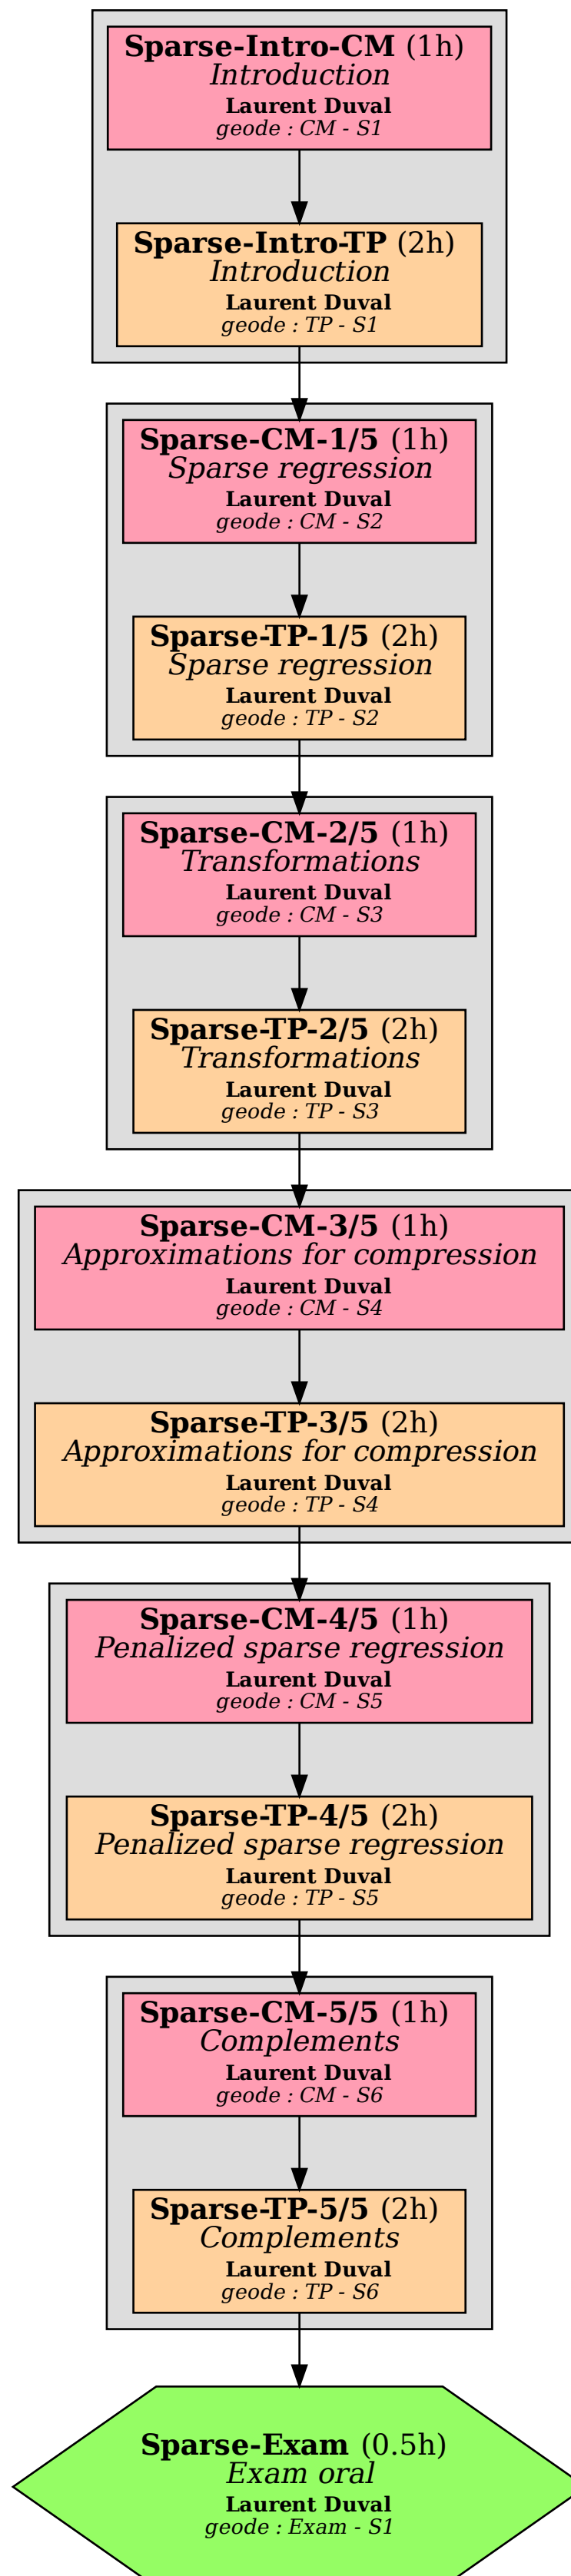 Sparse-Intro-CM (1h)
Introduction
Laurent Duval
geode : CM - S1
Sparse-Intro-TP (2h)
Introduction
Laurent Duval
geode : TP - S1
Sparse-CM-1/5 (1h)
Sparse regression
Laurent Duval
geode : CM - S2
Sparse-TP-1/5 (2h)
Sparse regression
Laurent Duval
geode : TP - S2
Sparse-CM-2/5 (1h)
Transformations
Laurent Duval
geode : CM - S3
Sparse-TP-2/5 (2h)
Transformations
Laurent Duval
geode : TP - S3
Sparse-CM-3/5 (1h)
Approximations for compression
Laurent Duval
geode : CM - S4
Sparse-TP-3/5 (2h)
Approximations for compression
Laurent Duval
geode : TP - S4
Sparse-CM-4/5 (1h)
Penalized sparse regression
Laurent Duval
geode : CM - S5
Sparse-TP-4/5 (2h)
Penalized sparse regression
Laurent Duval
geode : TP - S5
Sparse-CM-5/5 (1h)
Complements
Laurent Duval
geode : CM - S6
Sparse-TP-5/5 (2h)
Complements
Laurent Duval
geode : TP - S6
Sparse-Exam (0.5h)
Exam oral
Laurent Duval
geode : Exam - S1